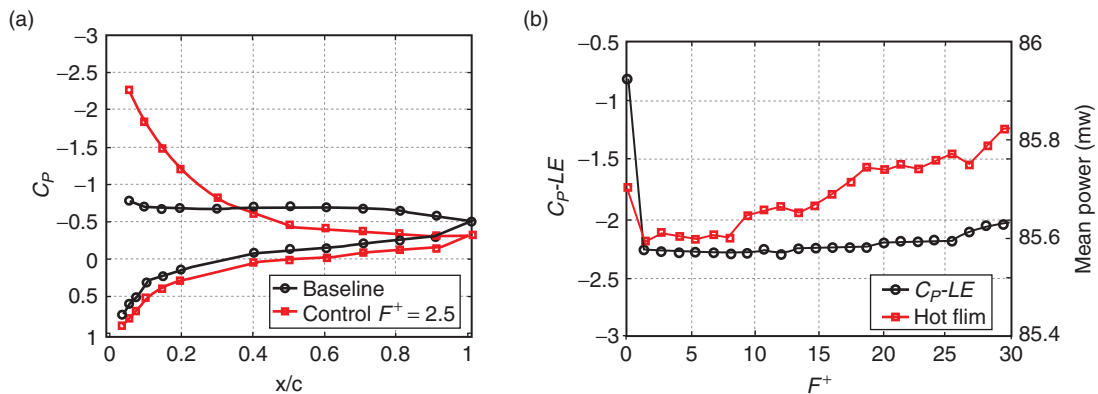 (a)
−3
−2.5
−2
−1.5
−1
−0.5
0
0.5
1
C_P
0
0.2
0.4
0.6
0.8
1
x/c
Baseline
Control F⁺ = 2.5
(b)
−0.5
−1
−1.5
−2
−2.5
−3
C_P-LE
86
85.8
85.6
85.4
Mean power (mw)
0
5
10
15
20
25
30
F⁺
C_P-LE
Hot flim